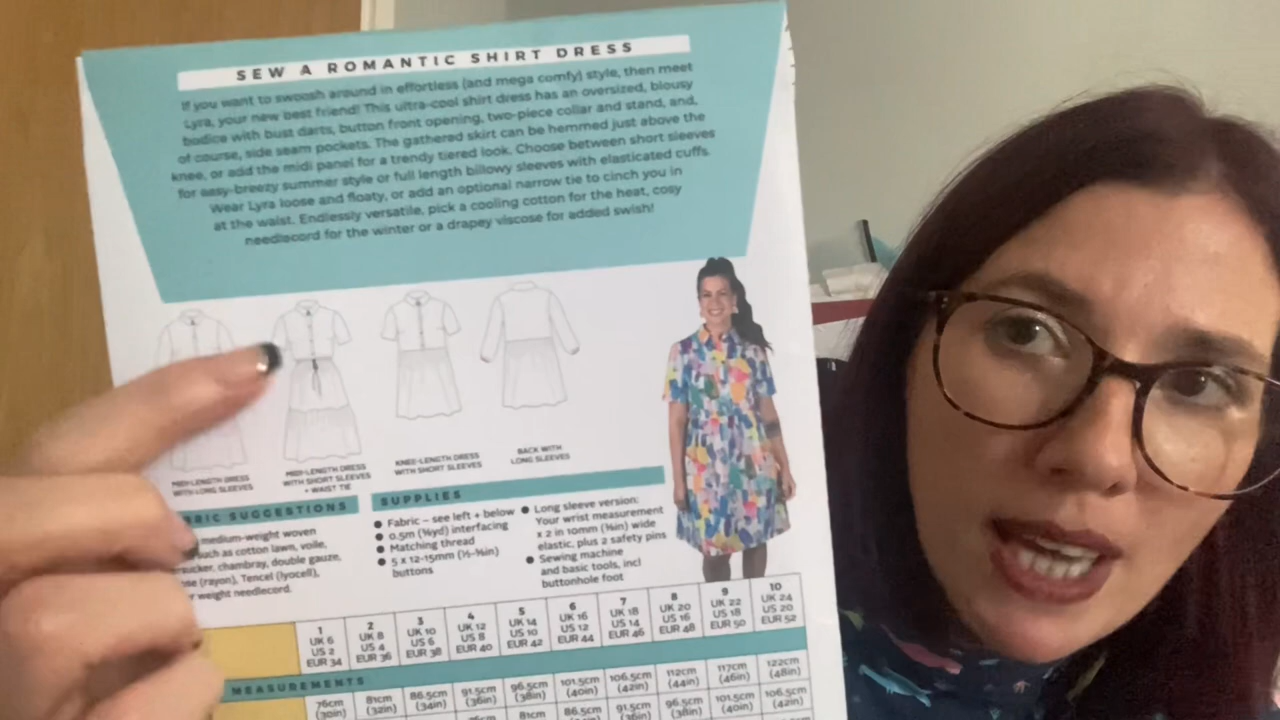 SEW A ROMANTIC SHIRT DRESS
If you want to swoosh around in effortless (and mega comfy) style, then meet
Lyra, your new best friend! This ultra-cool shirt dress has an oversized, blousy
bodice with bust darts, button front opening, two-piece collar and stand, and,
of course, side seam pockets. The gathered skirt can be hemmed just above the
knee, or add the midi panel for a trendy tiered look. Choose between short sleeves
for easy-breezy summer style or full length billowy sleeves with elasticated cuffs.
Wear Lyra loose and floaty, or add an optional narrow tie to cinch you in
at the waist. Endlessly versatile, pick a cooling cotton for the heat, cosy
needlecord for the winter or a drapey viscose for added swish!
MIDI-LENGTH DRESS
WITH LONG SLEEVES
MIDI-LENGTH DRESS
WITH SHORT SLEEVES
+ WAIST TIE
KNEE-LENGTH DRESS
WITH SHORT SLEEVES
BACK WITH
LONG SLEEVES
SUGGESTIONS
medium-weight woven
such as cotton lawn, voile,
chambray, double gauze,
(rayon), Tencel (lyocell),
weight needlecord.
SUPPLIES
● Fabric – see left + below
● 0.5m (⅝yd) interfacing
● Matching thread
● 5 x 12-15mm (½-⅝in)
buttons
● Long sleeve version:
Your wrist measurement
x 2 in 10mm (⅜in) wide
elastic, plus 2 safety pins
● Sewing machine
and basic tools, incl
buttonhole foot
1 2 3 4 5 6 7 8 9 10
UK 6 UK 8 UK 10 UK 12 UK 14 UK 16 UK 18 UK 20 UK 22 UK 24
US 2 US 4 US 6 US 8 US 10 US 12 US 14 US 16 US 18 US 20
EUR 34 EUR 36 EUR 38 EUR 40 EUR 42 EUR 44 EUR 46 EUR 48 EUR 50 EUR 52
MEASUREMENTS
76cm 81cm 86.5cm 91.5cm 96.5cm 101.5cm 106.5cm 112cm 117cm 122cm
(30in) (32in) (34in) (36in) (38in) (40in) (42in) (44in) (46in) (48in)
76cm 81cm 86.5cm 91.5cm 96.5cm 101.5cm 106.5cm
(36in) (38in) (40in) (42in)